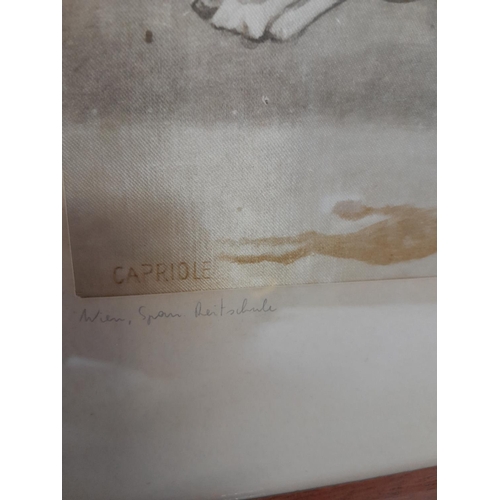 CAPRIOLE
Wien, Span. Reitschule